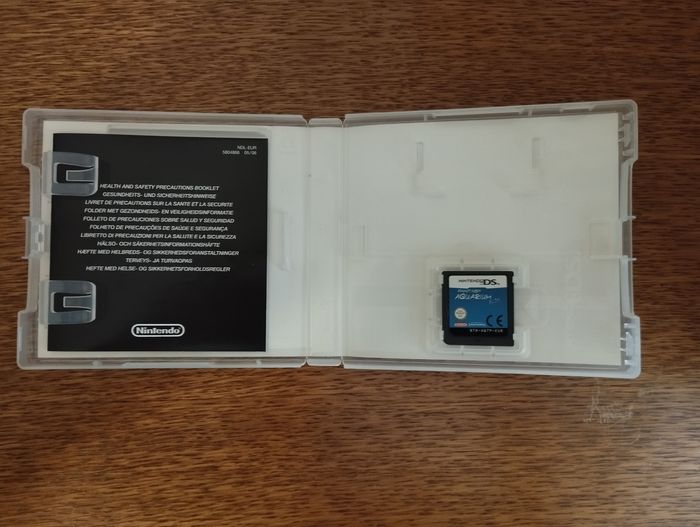 NDL-EUR
HEALTH AND SAFETY PRECAUTIONS BOOKLET
GESUNDHEITS- UND SICHERHEITSHINWEISE
LIVRET DE PRECAUTIONS SUR LA SANTE ET LA SECURITE
FOLDER MET GEZONDHEIDS- EN VEILIGHEIDSINFORMATIE
FOLLETO DE PRECAUCIONES SOBRE SALUD Y SEGURIDAD
FOLHETO DE PRECAUÇÕES DE SAÚDE E SEGURANÇA
LIBRETTO DI PRECAUZIONI PER LA SALUTE E LA SICUREZZA
HÄLSO- OCH SÄKERHETSINFORMATIONSHÄFTE
HÆFTE MED HELBREDS- OG SIKKERHEDSFORANSTALTNINGER
TERVEYS- JA TURVAOPAS
HEFTE MED HELSE- OG SIKKERHETSFORHOLDSREGLER
Nintendo
NINTENDO DS
AQUARIUM
CE